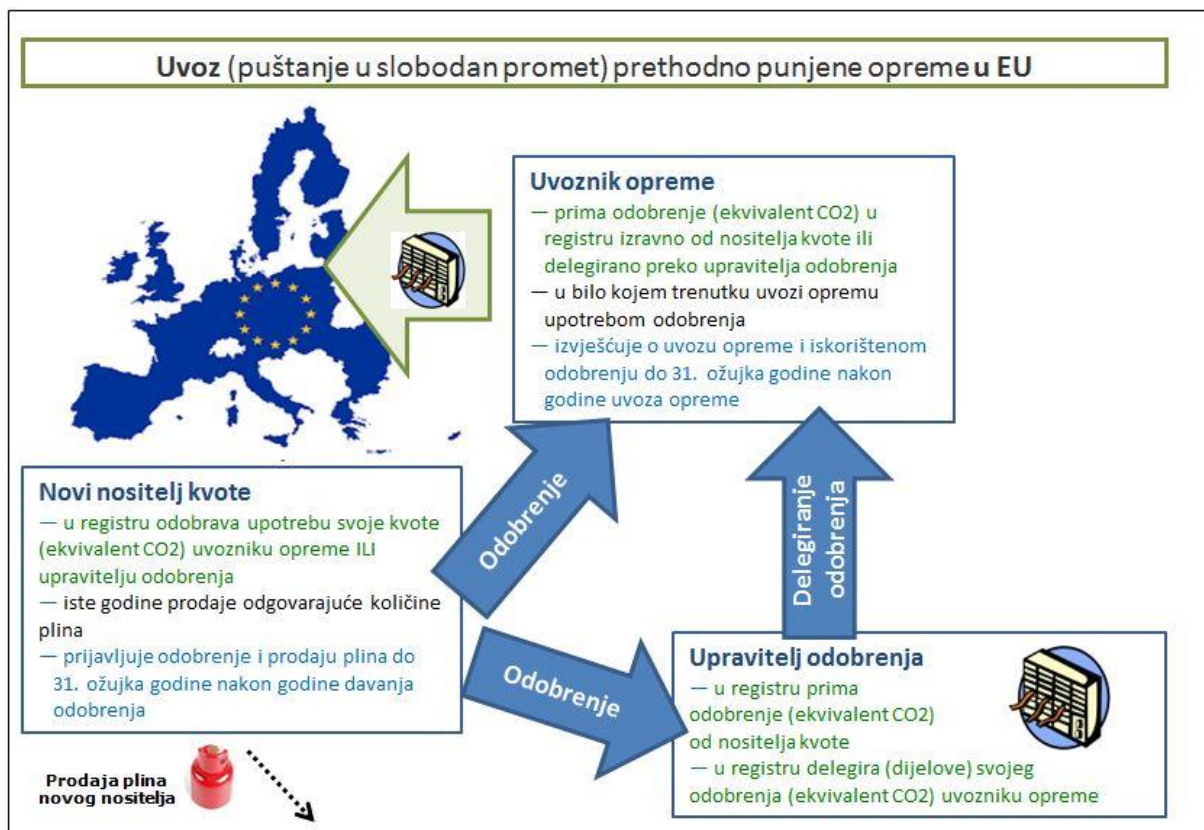 Uvoz (puštanje u slobodan promet) prethodno punjene opreme u EU
Uvoznik opreme
— prima odobrenje (ekvivalent CO2) u
registru izravno od nositelja kvote ili
delegirano preko upravitelja odobrenja
— u bilo kojem trenutku uvozi opremu
upotrebom odobrenja
— izvješćuje o uvozu opreme i iskorištenom
odobrenju do 31. ožujka godine nakon
godine uvoza opreme
Novi nositelj kvote
— u registru odobrava upotrebu svoje kvote
(ekvivalent CO2) uvozniku opreme ILI
upravitelju odobrenja
— iste godine prodaje odgovarajuće količine
plina
— prijavljuje odobrenje i prodaju plina do
31. ožujka godine nakon godine davanja
odobrenja
Odobrenje
Delegiranje
odobrenja
Odobrenje
Upravitelj odobrenja
— u registru prima
odobrenje (ekvivalent CO2)
od nositelja kvote
— u registru delegira (dijelove) svojeg
odobrenja (ekvivalent CO2) uvozniku opreme
Prodaja plina
novog nositelja